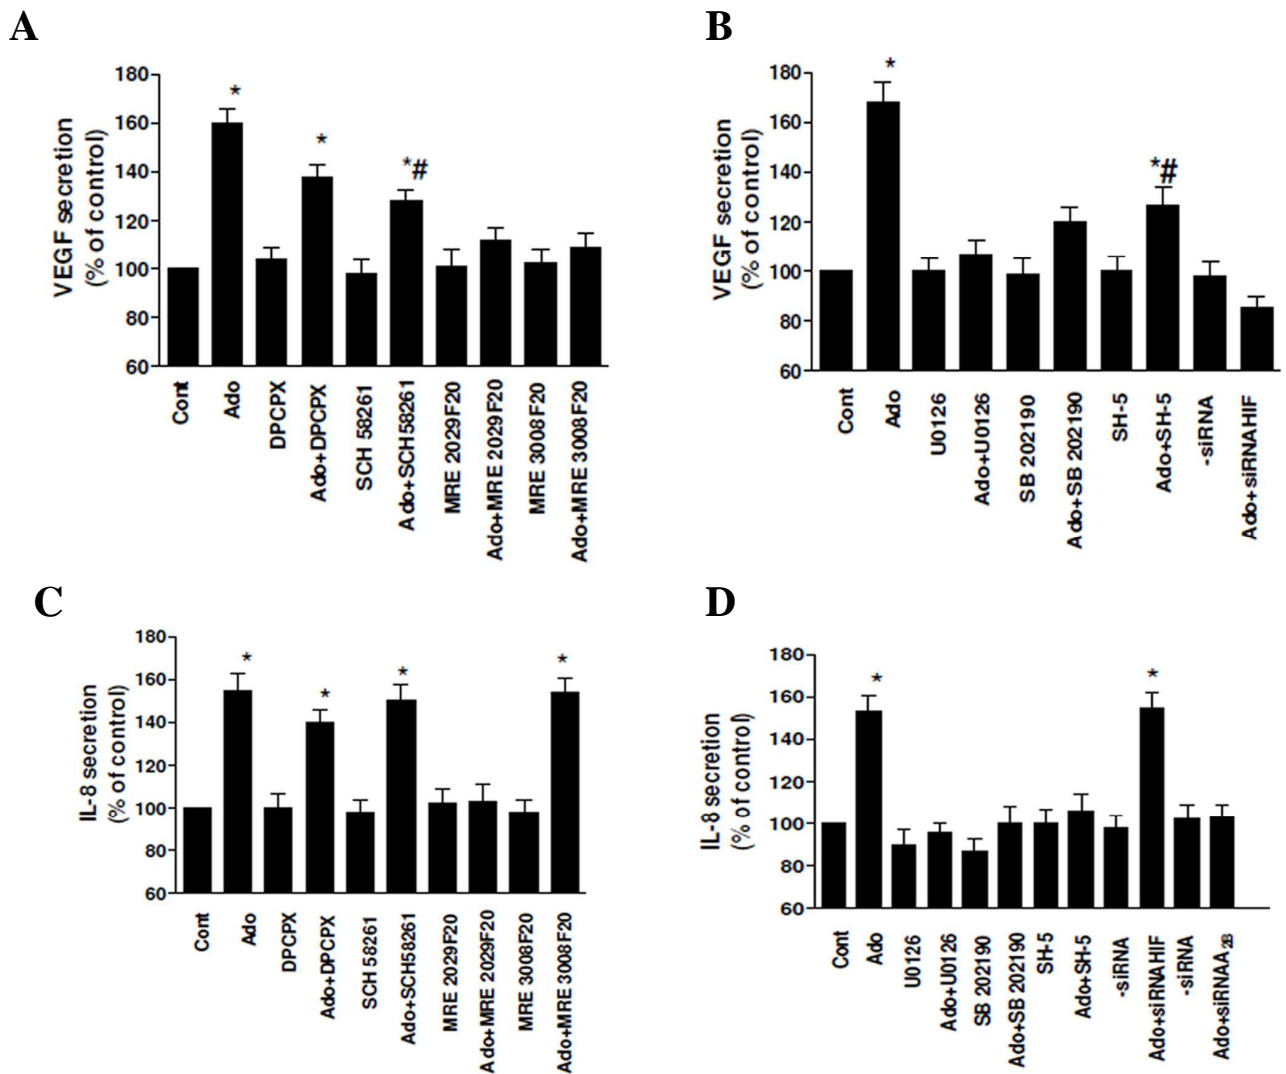 A
VEGF secretion
(% of control)
180
160
140
120
100
80
60
*
*
*#
Cont
Ado
DPCPX
Ado+DPCPX
SCH 58261
Ado+SCH58261
MRE 2029F20
Ado+MRE 2029F20
MRE 3008F20
Ado+MRE 3008F20
B
VEGF secretion
(% of control)
180
160
140
120
100
80
60
*
*#
Cont
Ado
U0126
Ado+U0126
SB 202190
Ado+SB 202190
SH-5
Ado+SH-5
-siRNA
Ado+siRNAHIF
C
IL-8 secretion
(% of control)
180
160
140
120
100
80
60
*
*
*
*
Cont
Ado
DPCPX
Ado+DPCPX
SCH 58261
Ado+SCH58261
MRE 2029F20
Ado+MRE 2029F20
MRE 3008F20
Ado+MRE 3008F20
D
IL-8 secretion
(% of control)
180
160
140
120
100
80
60
*
*
Cont
Ado
U0126
Ado+U0126
SB 202190
Ado+SB 202190
SH-5
Ado+SH-5
-siRNA
Ado+siRNAHIF
-siRNA
Ado+siRNAA2B